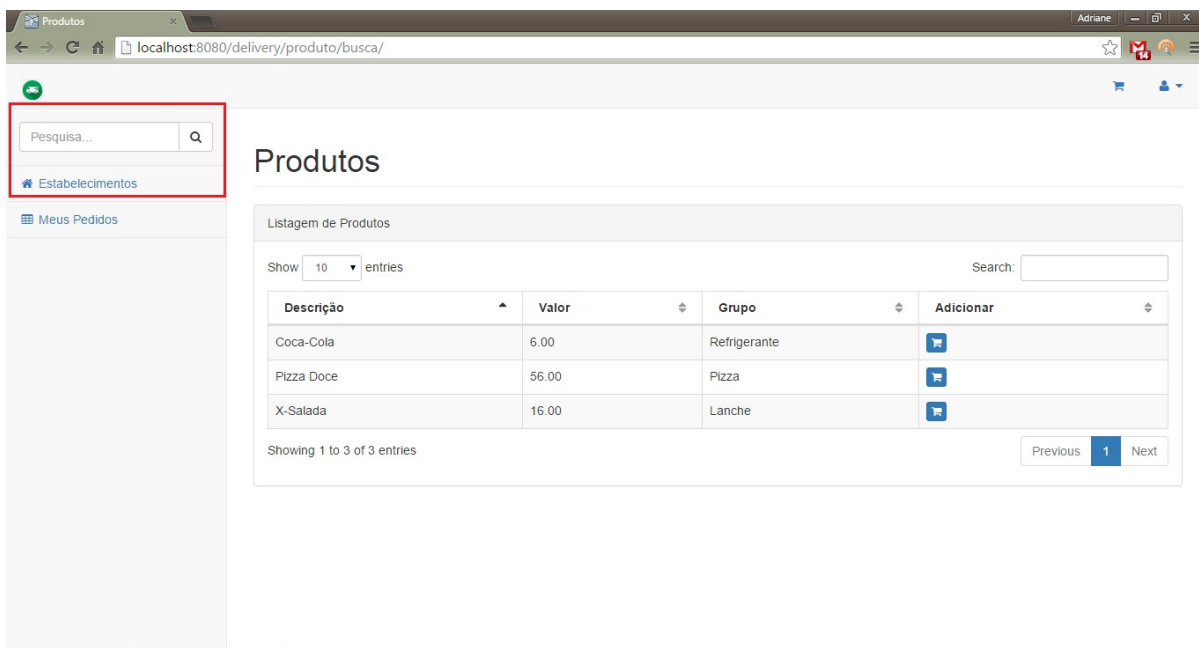 Produtos
Adriane
localhost:8080/delivery/produto/busca/
14
Pesquisa...
Estabelecimentos
Meus Pedidos
Produtos
Listagem de Produtos
Show 10 entries Search:
Descrição Valor Grupo Adicionar
Coca-Cola 6.00 Refrigerante
Pizza Doce 56.00 Pizza
X-Salada 16.00 Lanche
Showing 1 to 3 of 3 entries Previous 1 Next